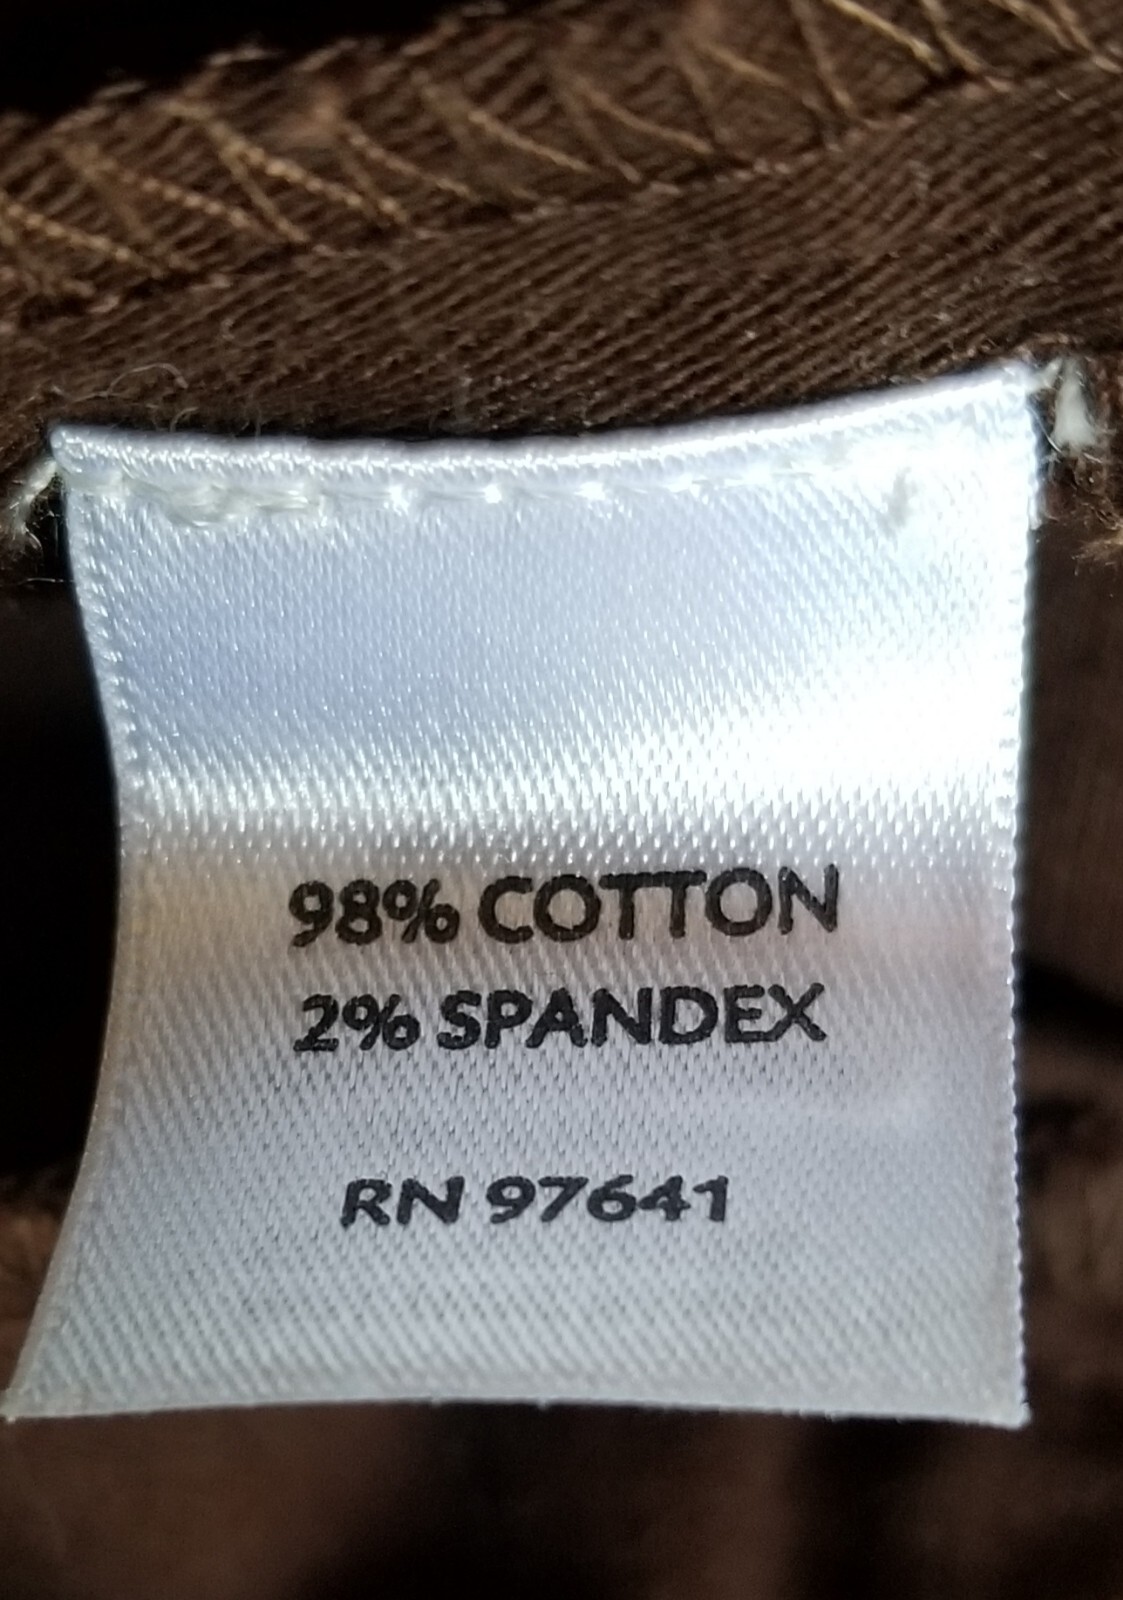 98% COTTON
2% SPANDEX
RN 97641